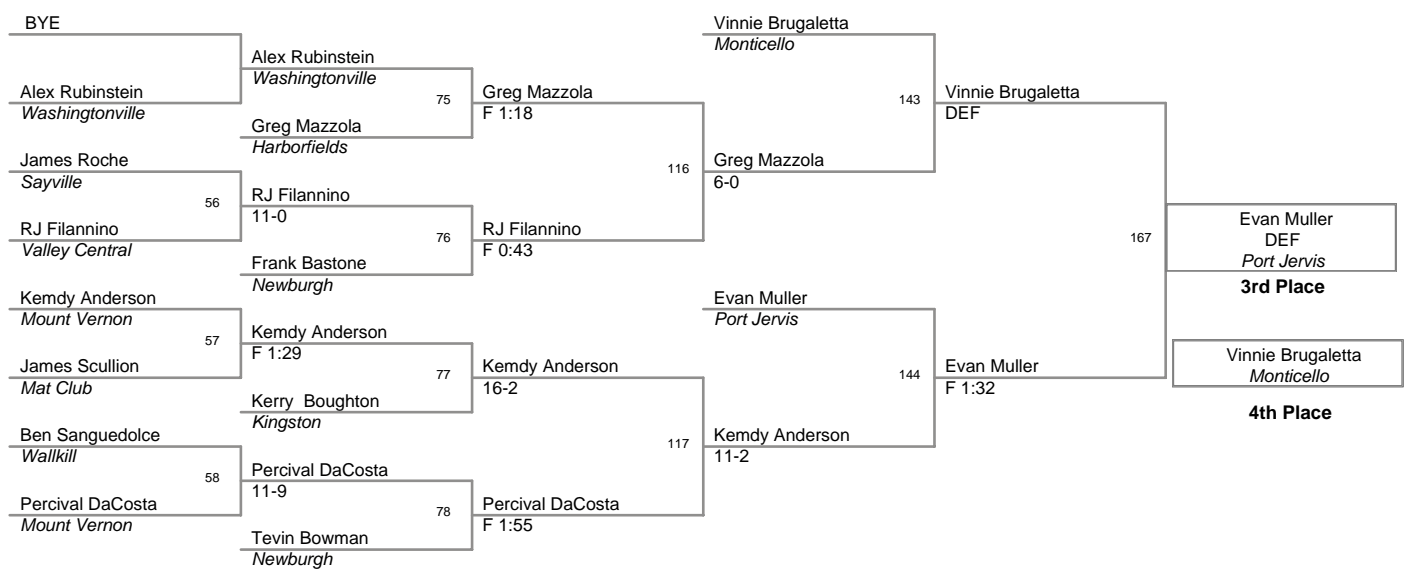 BYE
Alex Rubinstein
Washingtonville
James Roche
Sayville
56
RJ Filannino
Valley Central
Kemdy Anderson
Mount Vernon
57
James Scullion
Mat Club
Ben Sanguedolce
Wallkill
58
Percival DaCosta
Mount Vernon
Alex Rubinstein
Washingtonville
75
Greg Mazzola
Harborfields
RJ Filannino
11-0
76
Frank Bastone
Newburgh
Kemdy Anderson
F 1:29
77
Kerry  Boughton
Kingston
Percival DaCosta
11-9
78
Tevin Bowman
Newburgh
Greg Mazzola
F 1:18
116
RJ Filannino
F 0:43
Kemdy Anderson
16-2
117
Percival DaCosta
F 1:55
Vinnie Brugaletta
Monticello
143
Greg Mazzola
6-0
Evan Muller
Port Jervis
144
Kemdy Anderson
11-2
Vinnie Brugaletta
DEF
167
Evan Muller
F 1:32
Evan Muller
DEF
Port Jervis
3rd Place
Vinnie Brugaletta
Monticello
4th Place